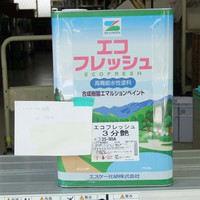 エコ
フレッシュ
ECOFRESH
高機能水性塗料
合成樹脂エマルションペイント
エコフレッシュ
3分艶
25-90A
エスケー化研株式会社